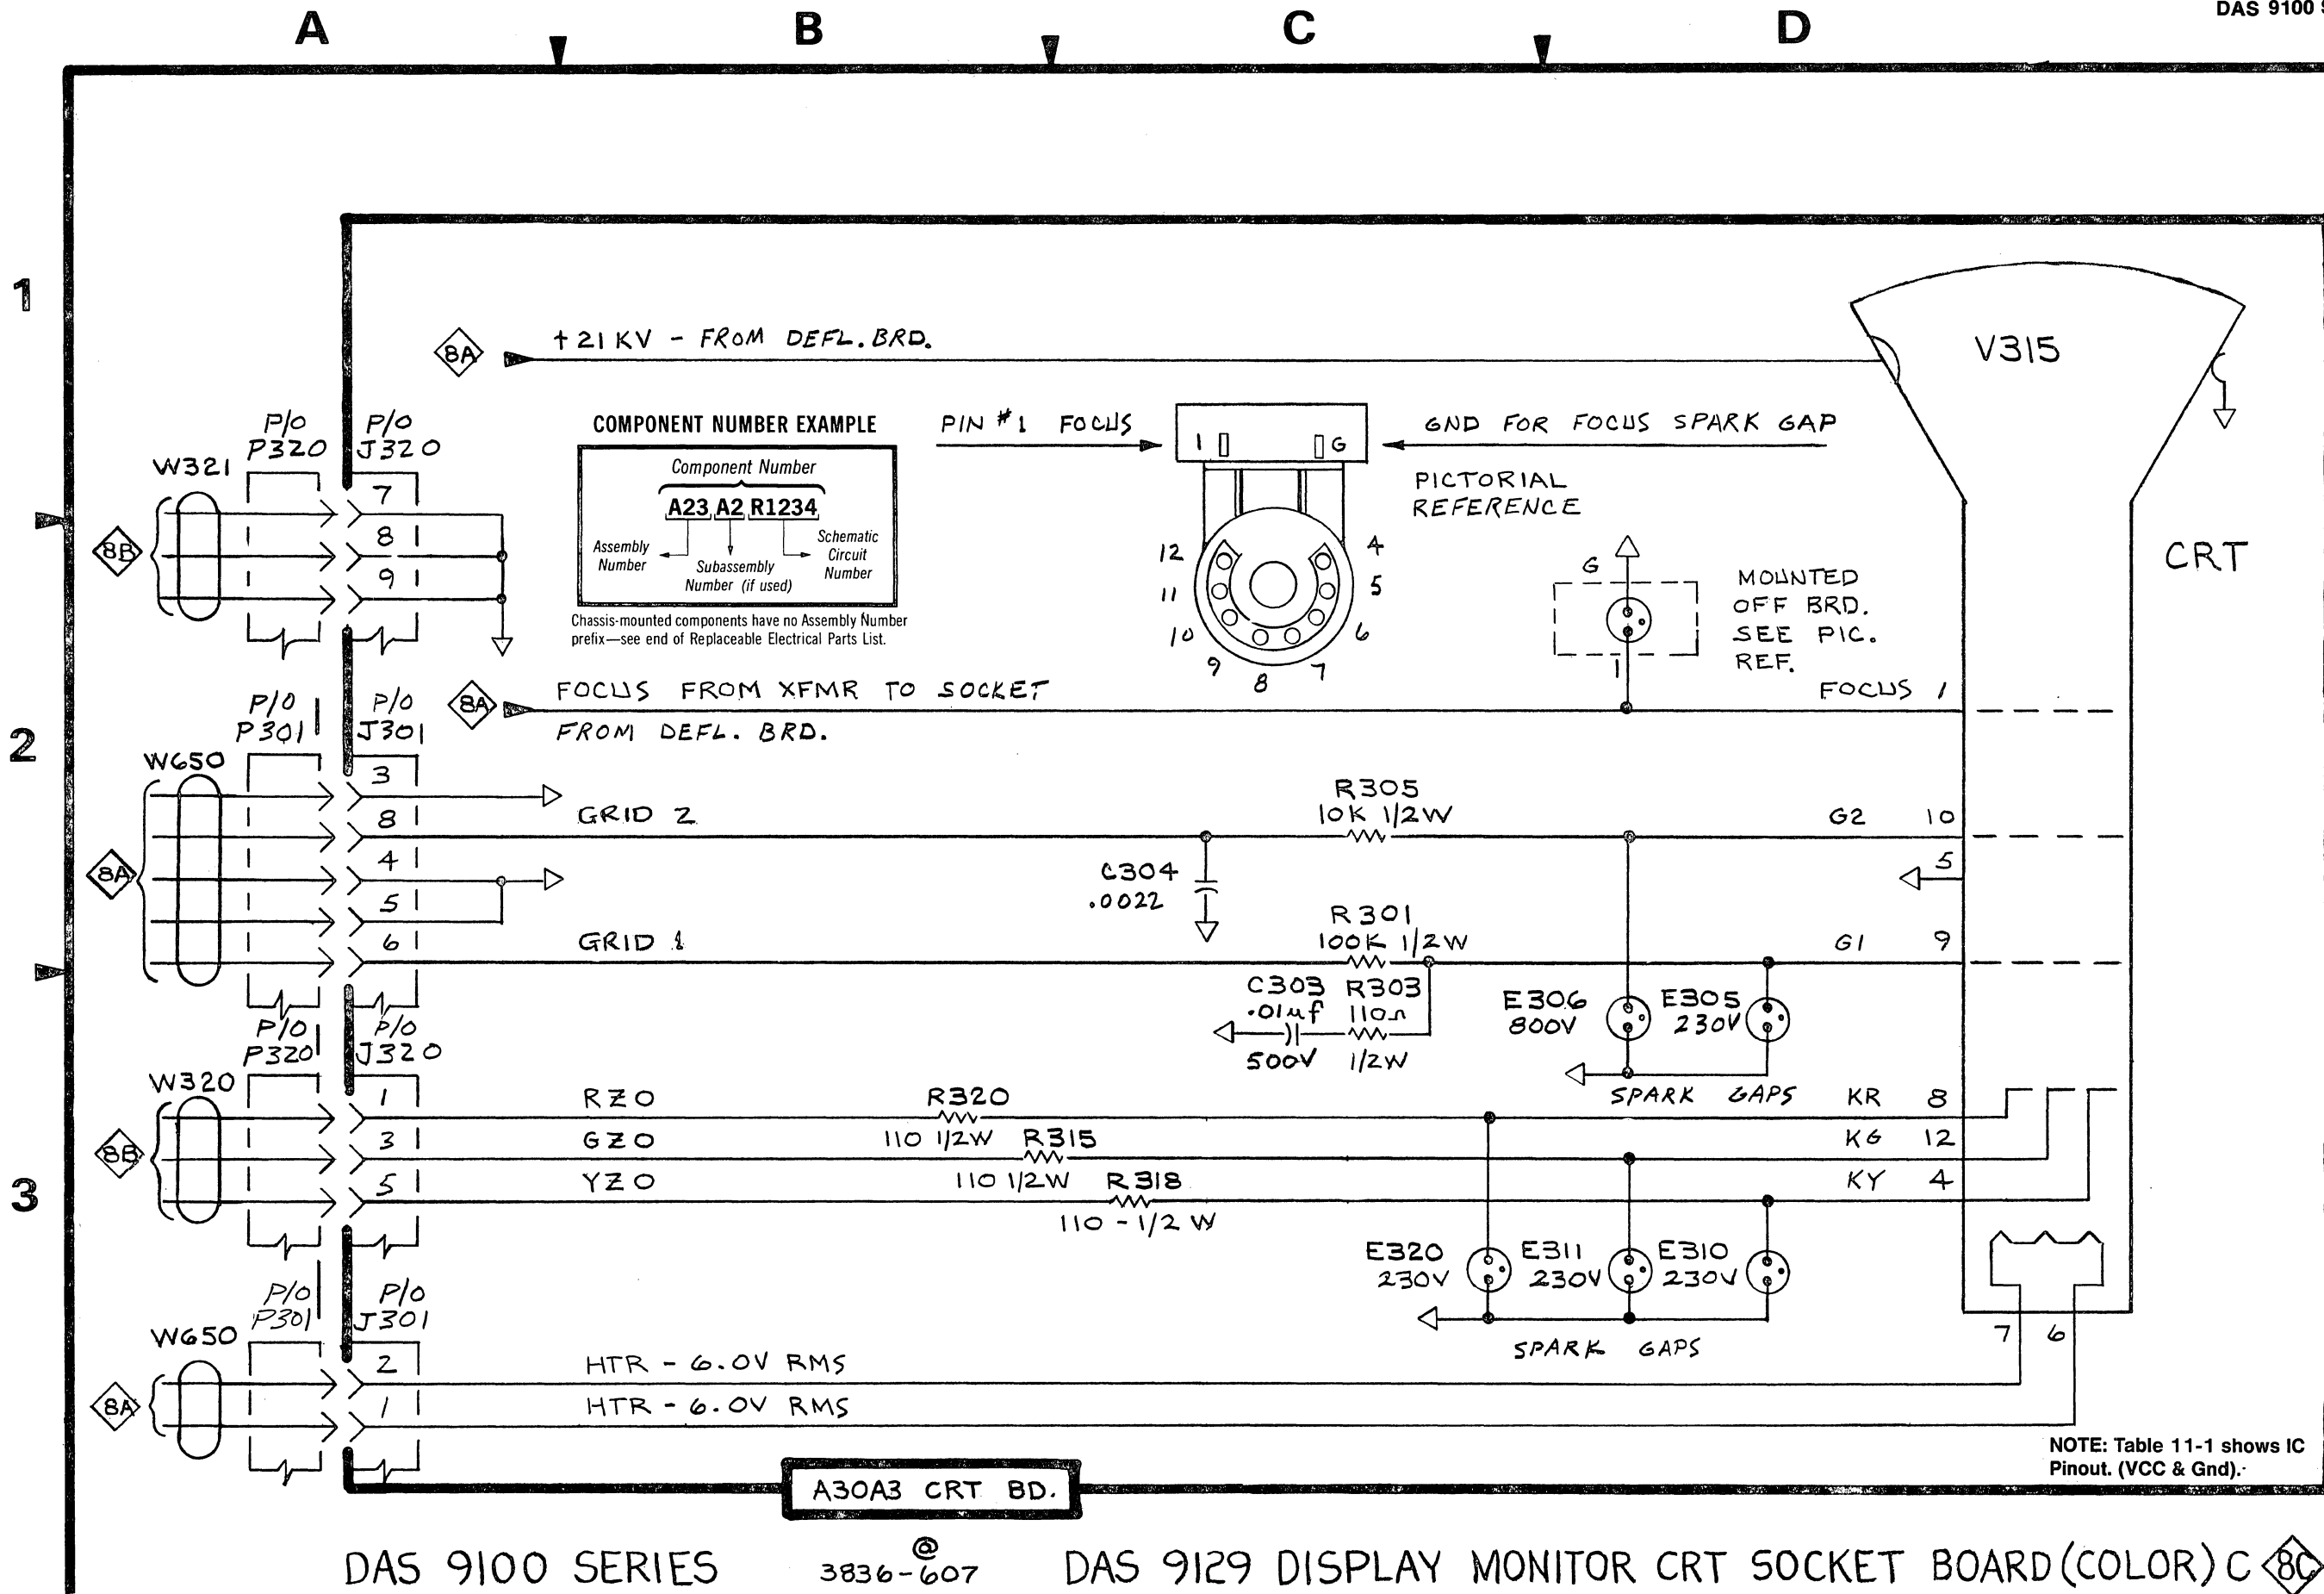 DAS 9100 S
A B C D
1
8A +21KV - FROM DEFL. BRD.
V315
P/O P320
P/O J320
W321
7
8
9
8B
COMPONENT NUMBER EXAMPLE
Component Number
A23 A2 R1234
Assembly Number
Subassembly Number (if used)
Schematic Circuit Number
Chassis-mounted components have no Assembly Number
prefix—see end of Replaceable Electrical Parts List.
PIN #1 FOCUS
1 G
GND FOR FOCUS SPARK GAP
PICTORIAL
REFERENCE
12 4
11 5
10 6
9 8 7
G
1
MOUNTED
OFF BRD.
SEE PIC.
REF.
CRT
2
8A FOCUS FROM XFMR TO SOCKET
FROM DEFL. BRD.
FOCUS 1
P/O P301
P/O J301
W650
3
8
4
5
6
8A
GRID 2
R305
10K 1/2W
G2 10
5
C304
.0022
GRID 1
R301
100K 1/2W
G1 9
C303
.01µf
500V
R303
110Ω
1/2W
E306
800V
E305
230V
SPARK GAPS
3
P/O P320
P/O J320
W320
1
3
5
8B
RZO
R320
110 1/2W
KR 8
GZO
R315
110 1/2W
KG 12
YZO
R318
110 - 1/2 W
KY 4
E320
230V
E311
230V
E310
230V
SPARK GAPS
P/O P301
P/O J301
W650
2
1
8A
HTR - 6.0V RMS
HTR - 6.0V RMS
7 6
NOTE: Table 11-1 shows IC
Pinout. (VCC & Gnd).
A30A3 CRT BD.
DAS 9100 SERIES
@
3836-607
DAS 9129 DISPLAY MONITOR CRT SOCKET BOARD (COLOR) C 8C